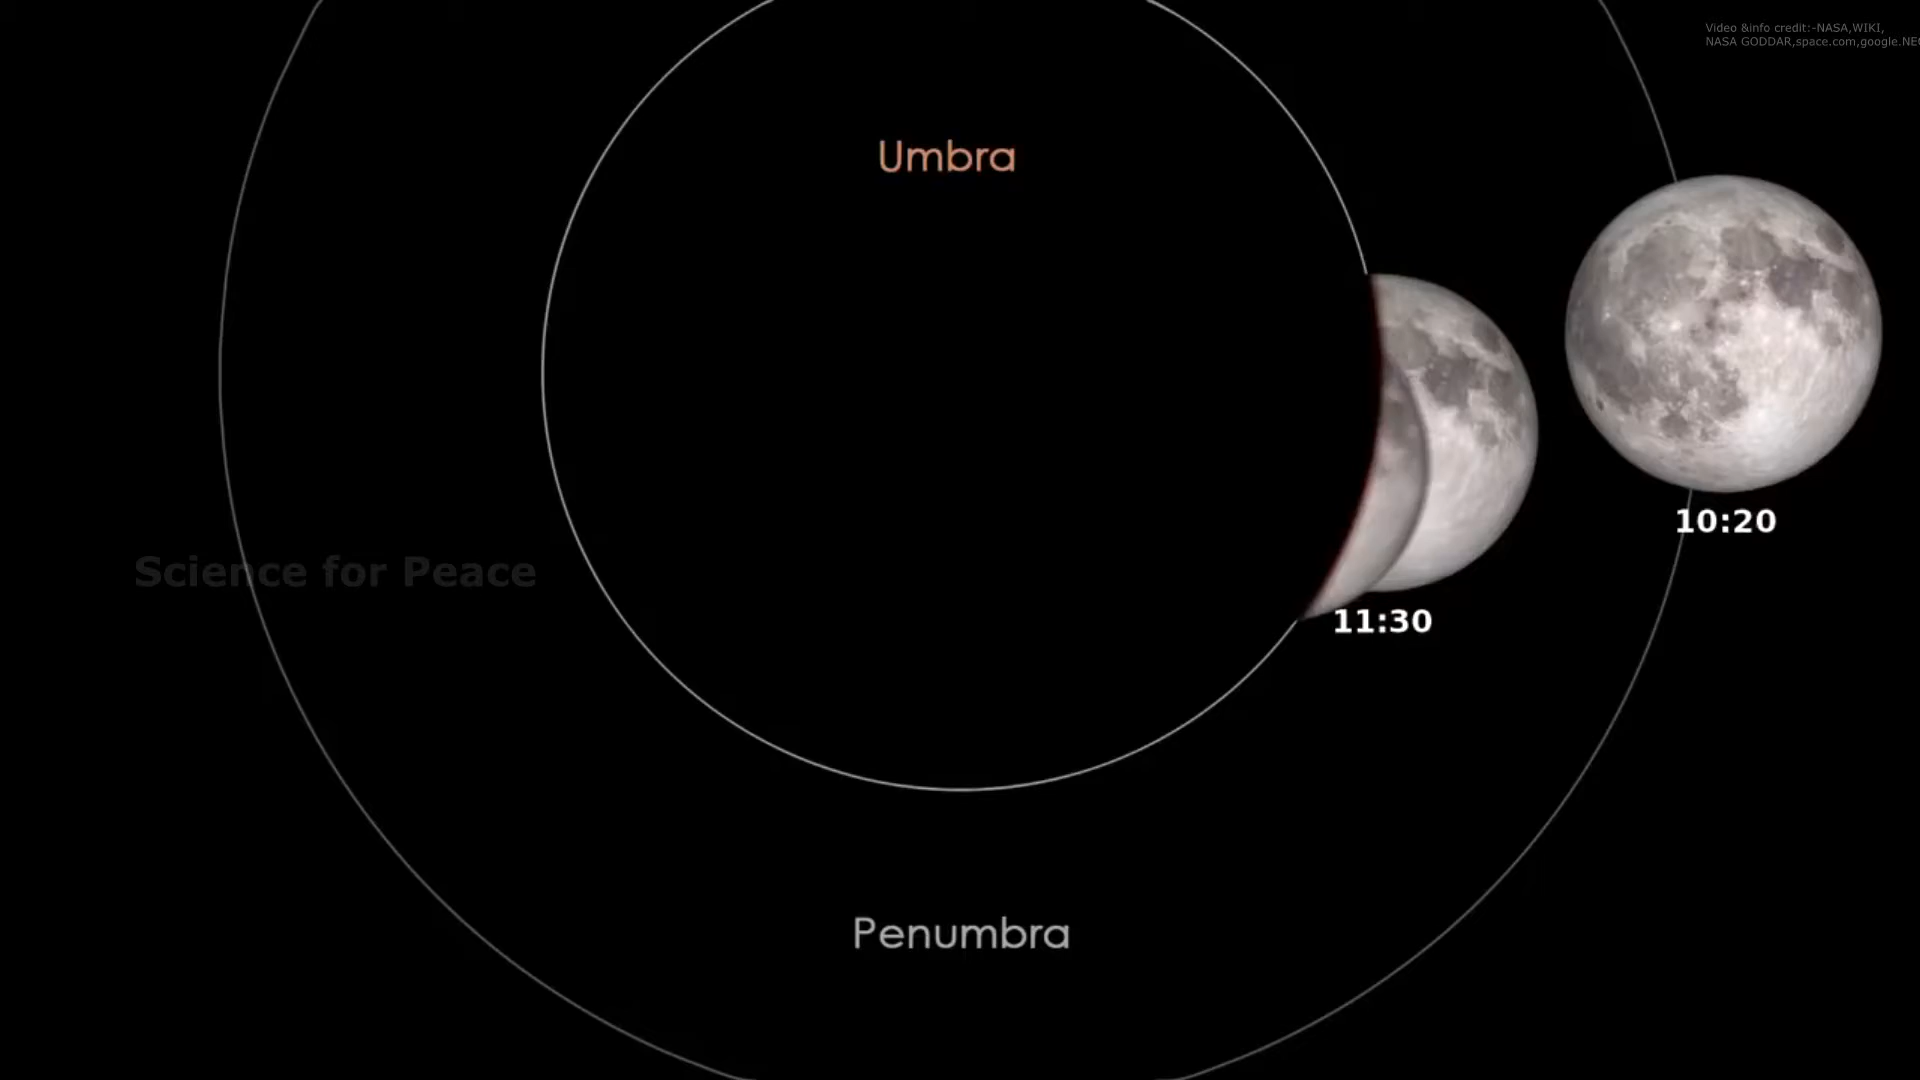 Video &info credit:-NASA,WIKI,
NASA GODDAR,space.com,google.NEO
Umbra
10:20
Science for Peace
11:30
Penumbra